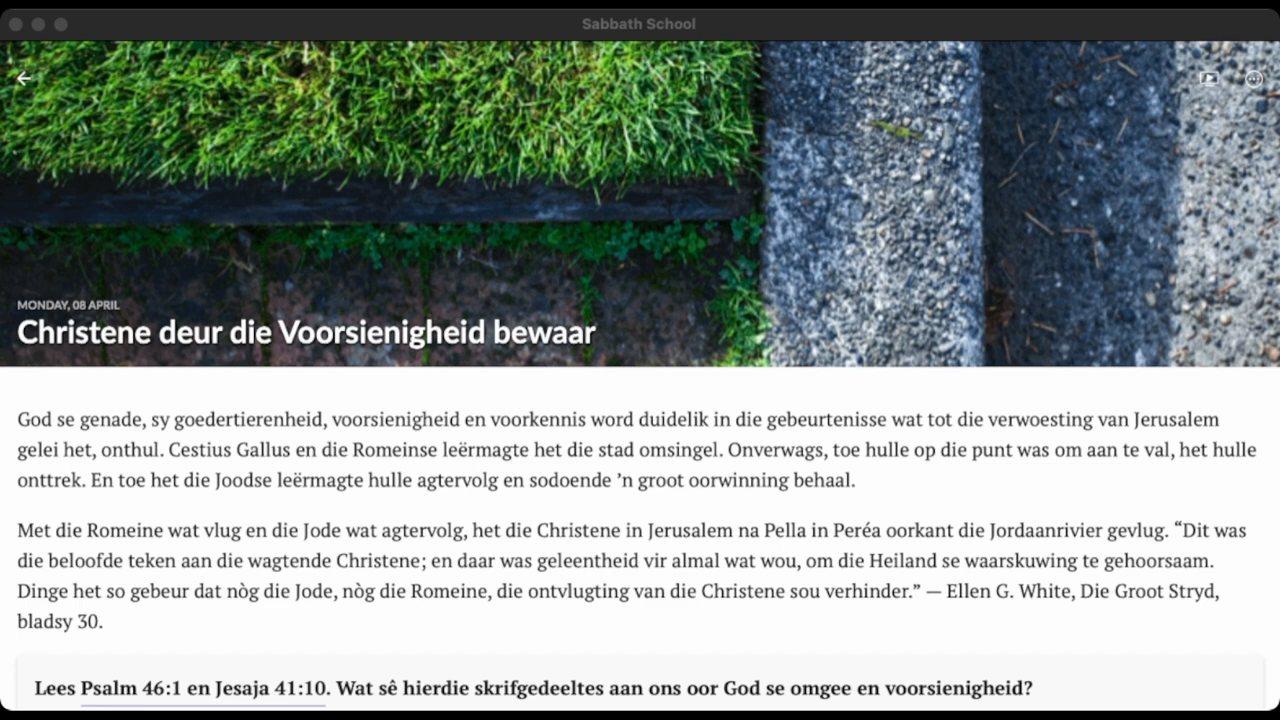 Sabbath School
MONDAY, 08 APRIL
Christene deur die Voorsienigheid bewaar
God se genade, sy goedertierenheid, voorsienigheid en voorkennis word duidelik in die gebeurtenisse wat tot die verwoesting van Jerusalem
gelei het, onthul. Cestius Gallus en die Romeinse leërmagte het die stad omsingel. Onverwags, toe hulle op die punt was om aan te val, het hulle
onttrek. En toe het die Joodse leërmagte hulle agtervolg en sodoende ’n groot oorwinning behaal.
Met die Romeine wat vlug en die Jode wat agtervolg, het die Christene in Jerusalem na Pella in Peréa oorkant die Jordaanrivier gevlug. “Dit was
die beloofde teken aan die wagtende Christene; en daar was geleentheid vir almal wat wou, om die Heiland se waarskuwing te gehoorsaam.
Dinge het so gebeur dat nòg die Jode, nòg die Romeine, die ontvlugting van die Christene sou verhinder.” — Ellen G. White, Die Groot Stryd,
bladsy 30.
Lees Psalm 46:1 en Jesaja 41:10. Wat sê hierdie skrifgedeeltes aan ons oor God se omgee en voorsienigheid?